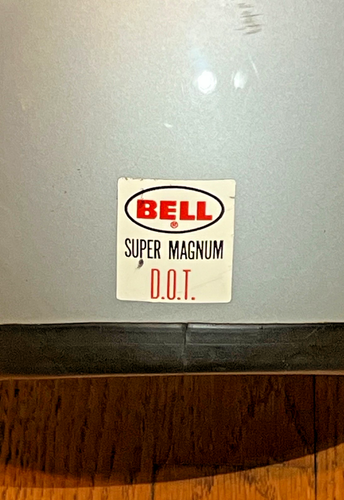 BELL
®
SUPER MAGNUM
D.O.T.